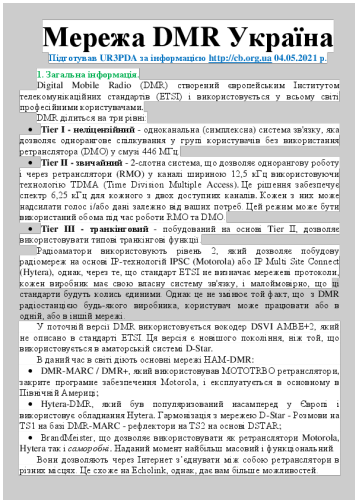 Мережа DMR Україна
Підготував UR3PDA за інформацією http://cb.org.ua 04.05.2021 р.
1. Загальна інформація.
Digital Mobile Radio (DMR) створений європейським Інститутом
телекомунікаційних стандартів (ETSI) і використовується у всьому світі
професійними користувачами.
DMR ділиться на три рівні:
• Tier I - неліцензійний - одноканальна (симплексна) система зв'язку, яка
дозволяє одноразове спілкування у групі користувачів без використання
ретранслятора (DMO) у смуга 446 МГц
• Tier II - звичайний - 2-слотна система, що дозволяє одноразову роботу
і через ретранслятори (RMO) у каналі шириною 12,5 кГц використовуючи
технологію TDMA (Time Division Multiple Access). Це рішення забезпечує
спектр 6,25 кГц для кожного з двох доступних каналів. Кожен з них може
надсилати голос і/або дані залежно від ваших потреб. Цей режим може бути
використаний обома під час роботи RMO та DMO.
• Tier III - транкінговий - побудований на основі Tier II, дозволяє
використовувати типові транкінгові функції.
Радіоаматори використовують рівень 2, який дозволяє побудову
радіомереж на основі IP-технологій IPSC (Motorola) або IP Multi Site Connect
(Hytera), однак, через те, що стандарт ETSI не визначає мережеві протоколи,
кожен виробник має свою власну систему зв'язку, і малоймовірно, що ці
стандарти будуть колись єдиними. Однак це не змінює той факт, що з DMR
радіостанцією будь-якого виробника, користувач може працювати або в
одній, або в іншій мережі.
У поточній версії DMR використовується вокодер DSVI AMBE+2, який
не описано в стандарті ETSI. Ця версія є новішого покоління, ніж той, що
використовується в аматорській системі D-Star.
В даний час в світі діють основні мережі HAM-DMR:
• DMR-MARC / DMR+, який використовував MOTOTRBO ретранслятори,
закрите програмне забезпечення Motorola, і експлуатується в основному в
Північній Америці;
• Hytera-DMR, який був популяризований насамперед у Європі і
використовує обладнання Hytera. Гармонізація з мережею D-Star - Розмови на
TS1 на базі DMR-MARC - рефлектори на TS2 на основі DSTAR;
• BrandMeister, що дозволяє використовувати як ретранслятори Motorola,
Hytera так і саморобні. Наданий момент найбільш масовий і функціональний.
Вони дозволяють через Інтернет з'єднувати між собою ретранслятори в
різних місцях. Це схоже на Echolink, однак, дає вам більше можливостей.